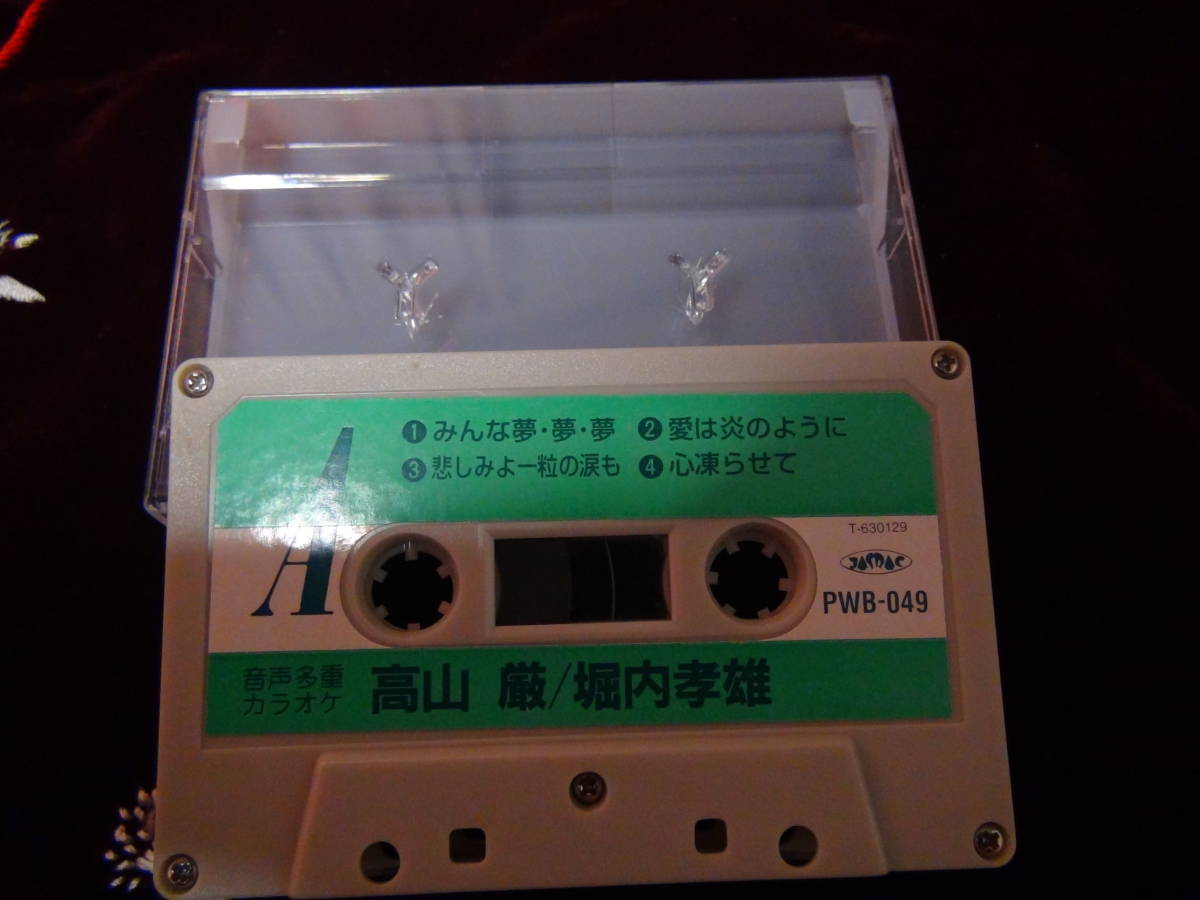 ❶みんな夢・夢・夢 ❷愛は炎のように
❸悲しみよ一粒の涙も ❹心凍らせて
A
T-630129
JASRAC
PWB-049
音声多重
カラオケ
高山 厳/堀内孝雄